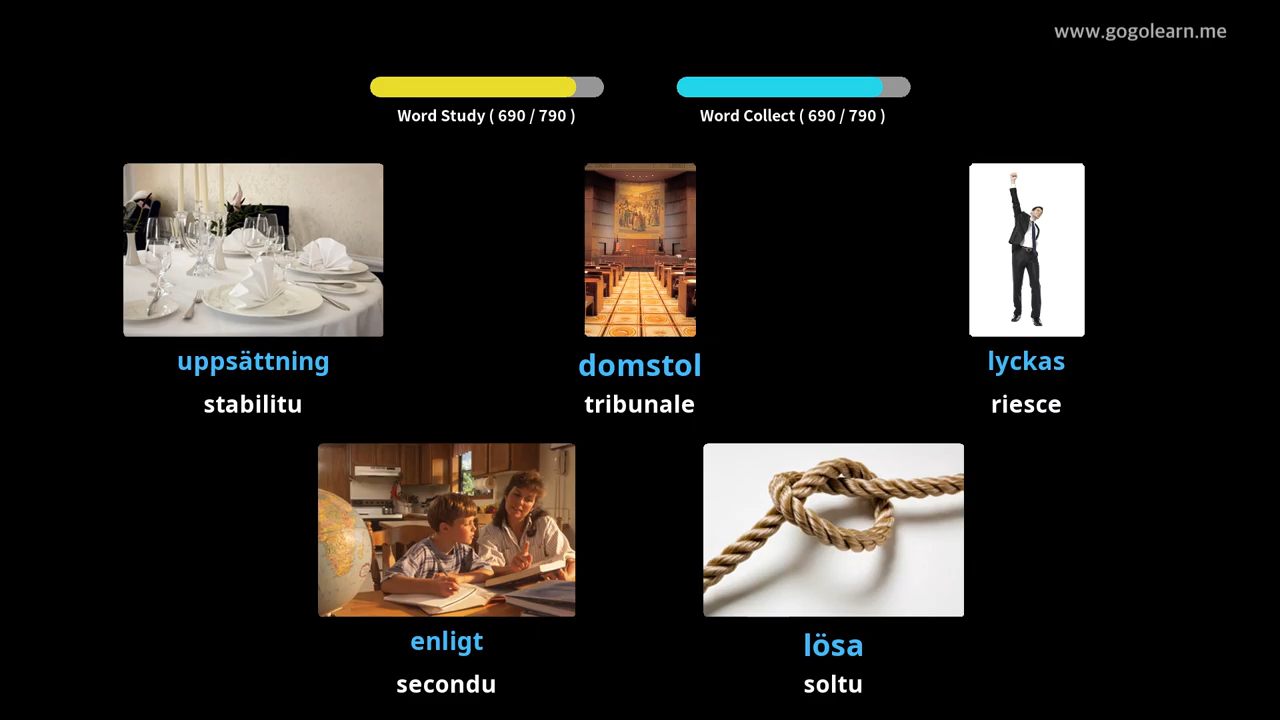 www.gogolearn.me
Word Study ( 690 / 790 )
Word Collect ( 690 / 790 )
uppsättning
stabilitu
domstol
tribunale
lyckas
riesce
enligt
secondu
lösa
soltu